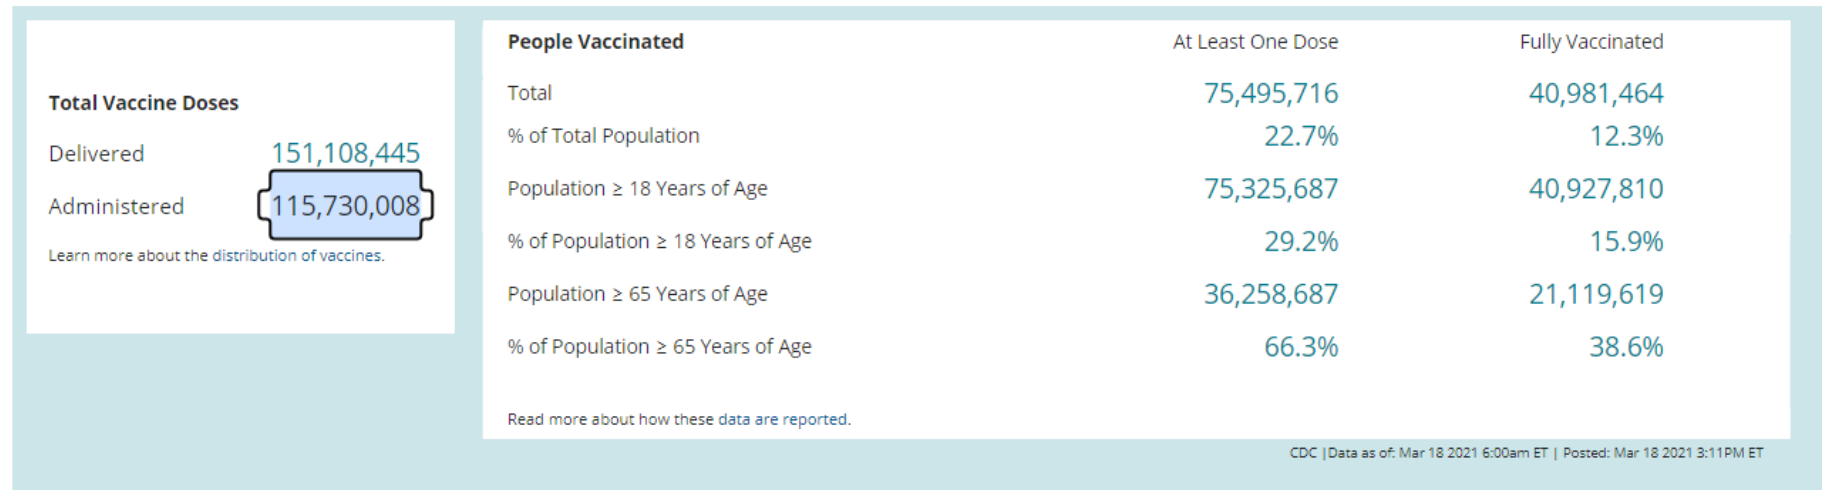 Total Vaccine Doses
Delivered 151,108,445
Administered 115,730,008
Learn more about the distribution of vaccines.
People Vaccinated At Least One Dose Fully Vaccinated
Total 75,495,716 40,981,464
% of Total Population 22.7% 12.3%
Population ≥ 18 Years of Age 75,325,687 40,927,810
% of Population ≥ 18 Years of Age 29.2% 15.9%
Population ≥ 65 Years of Age 36,258,687 21,119,619
% of Population ≥ 65 Years of Age 66.3% 38.6%
Read more about how these data are reported.
CDC |Data as of: Mar 18 2021 6:00am ET | Posted: Mar 18 2021 3:11PM ET